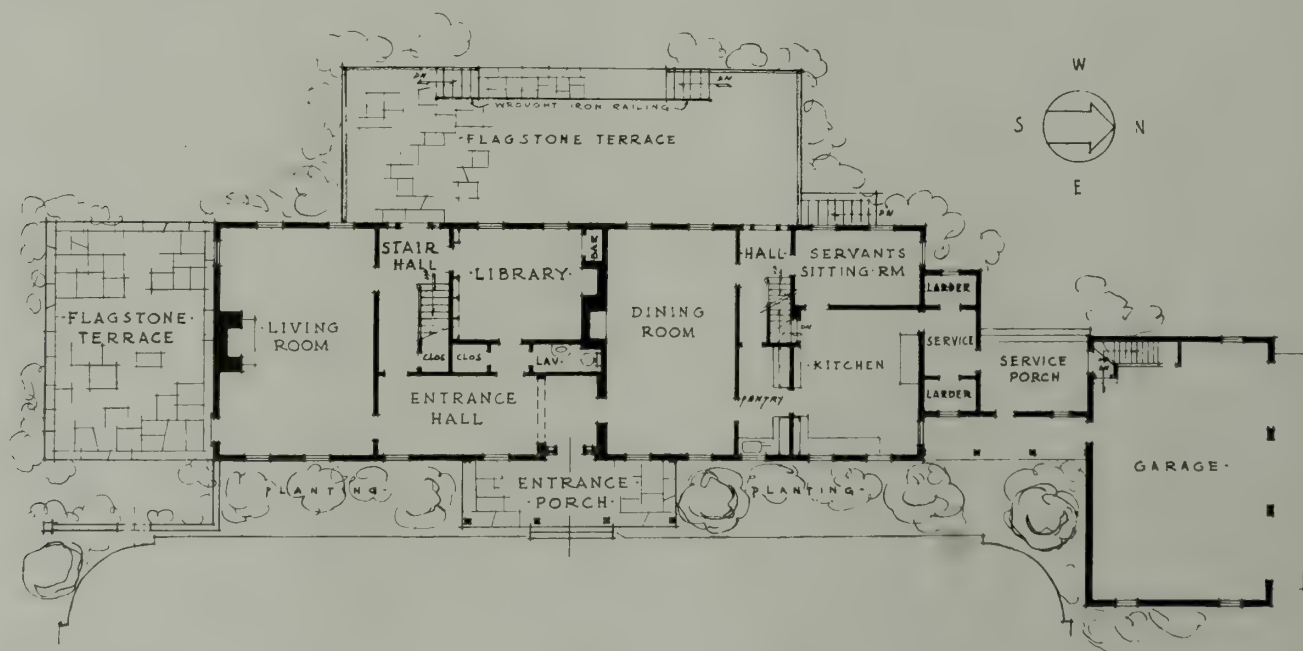 W
S N
E
DN DN
WROUGHT IRON RAILING
FLAGSTONE TERRACE
DN
STAIR
HALL
LIBRARY
BAR
HALL
SERVANTS
SITTING·RM
LARDER
FLAGSTONE
TERRACE
LIVING
ROOM
DINING
ROOM
DN
CLOS
CLOS
LAV.
KITCHEN
SERVICE
SERVICE
PORCH
LARDER
ENTRANCE
HALL
PANTRY
GARAGE
PLANTING
ENTRANCE
PORCH
PLANTING